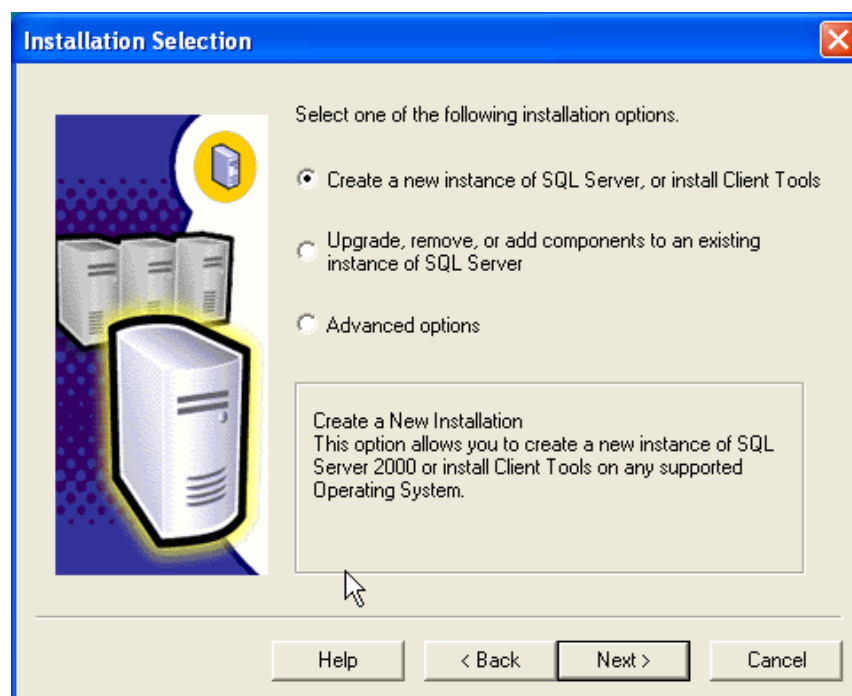 Installation Selection
Select one of the following installation options.
Create a new instance of SQL Server, or install Client Tools
Upgrade, remove, or add components to an existing
instance of SQL Server
Advanced options
Create a New Installation
This option allows you to create a new instance of SQL
Server 2000 or install Client Tools on any supported
Operating System.
Help
< Back
Next >
Cancel